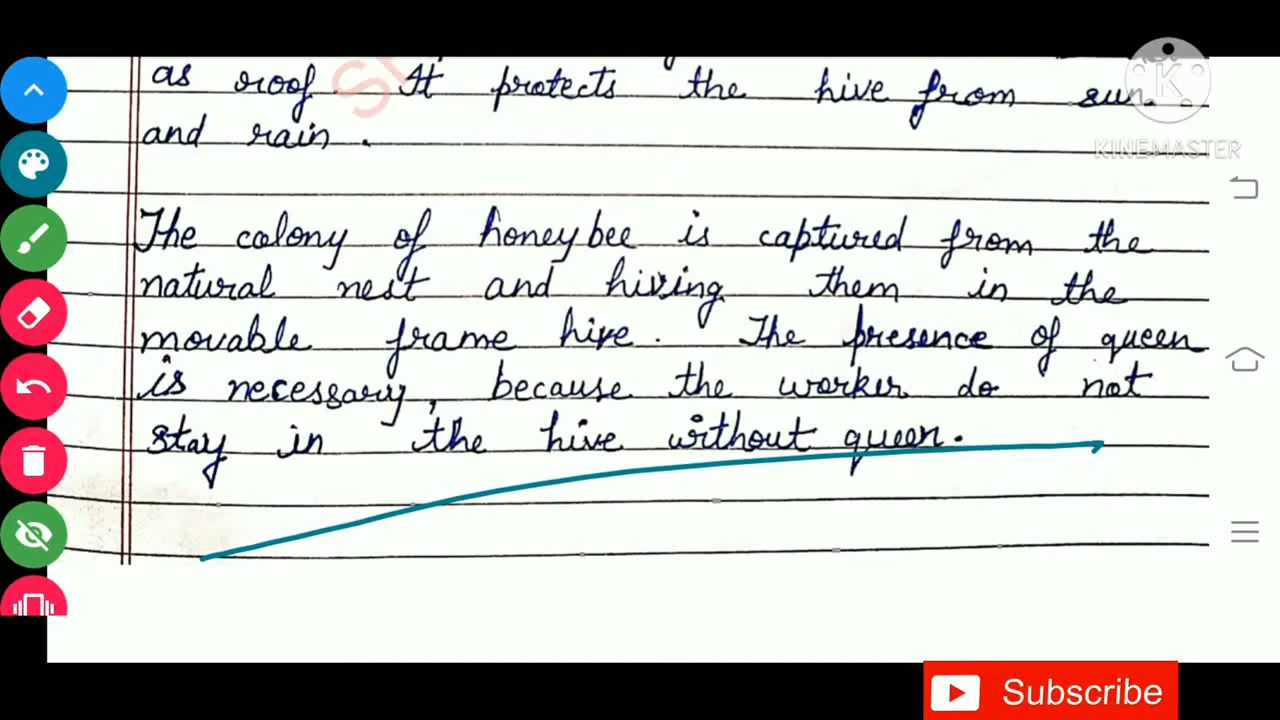 as roof. It protects the hive from sun
and rain.
KINEMASTER
The colony of honeybee is captured from the
natural nest and hiving them in the
movable frame hive. The presence of queen
is necessary, because the worker do not
stay in the hive without queen.
Subscribe